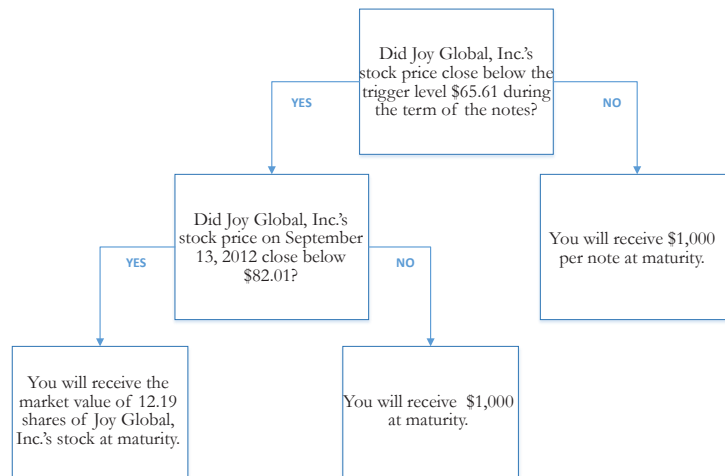 Did Joy Global, Inc.'s
stock price close below the
trigger level $65.61 during
the term of the notes?
YES
NO
Did Joy Global, Inc.'s
stock price on September
13, 2012 close below
$82.01?
You will receive $1,000
per note at maturity.
YES
NO
You will receive the
market value of 12.19
shares of Joy Global,
Inc.'s stock at maturity.
You will receive $1,000
at maturity.